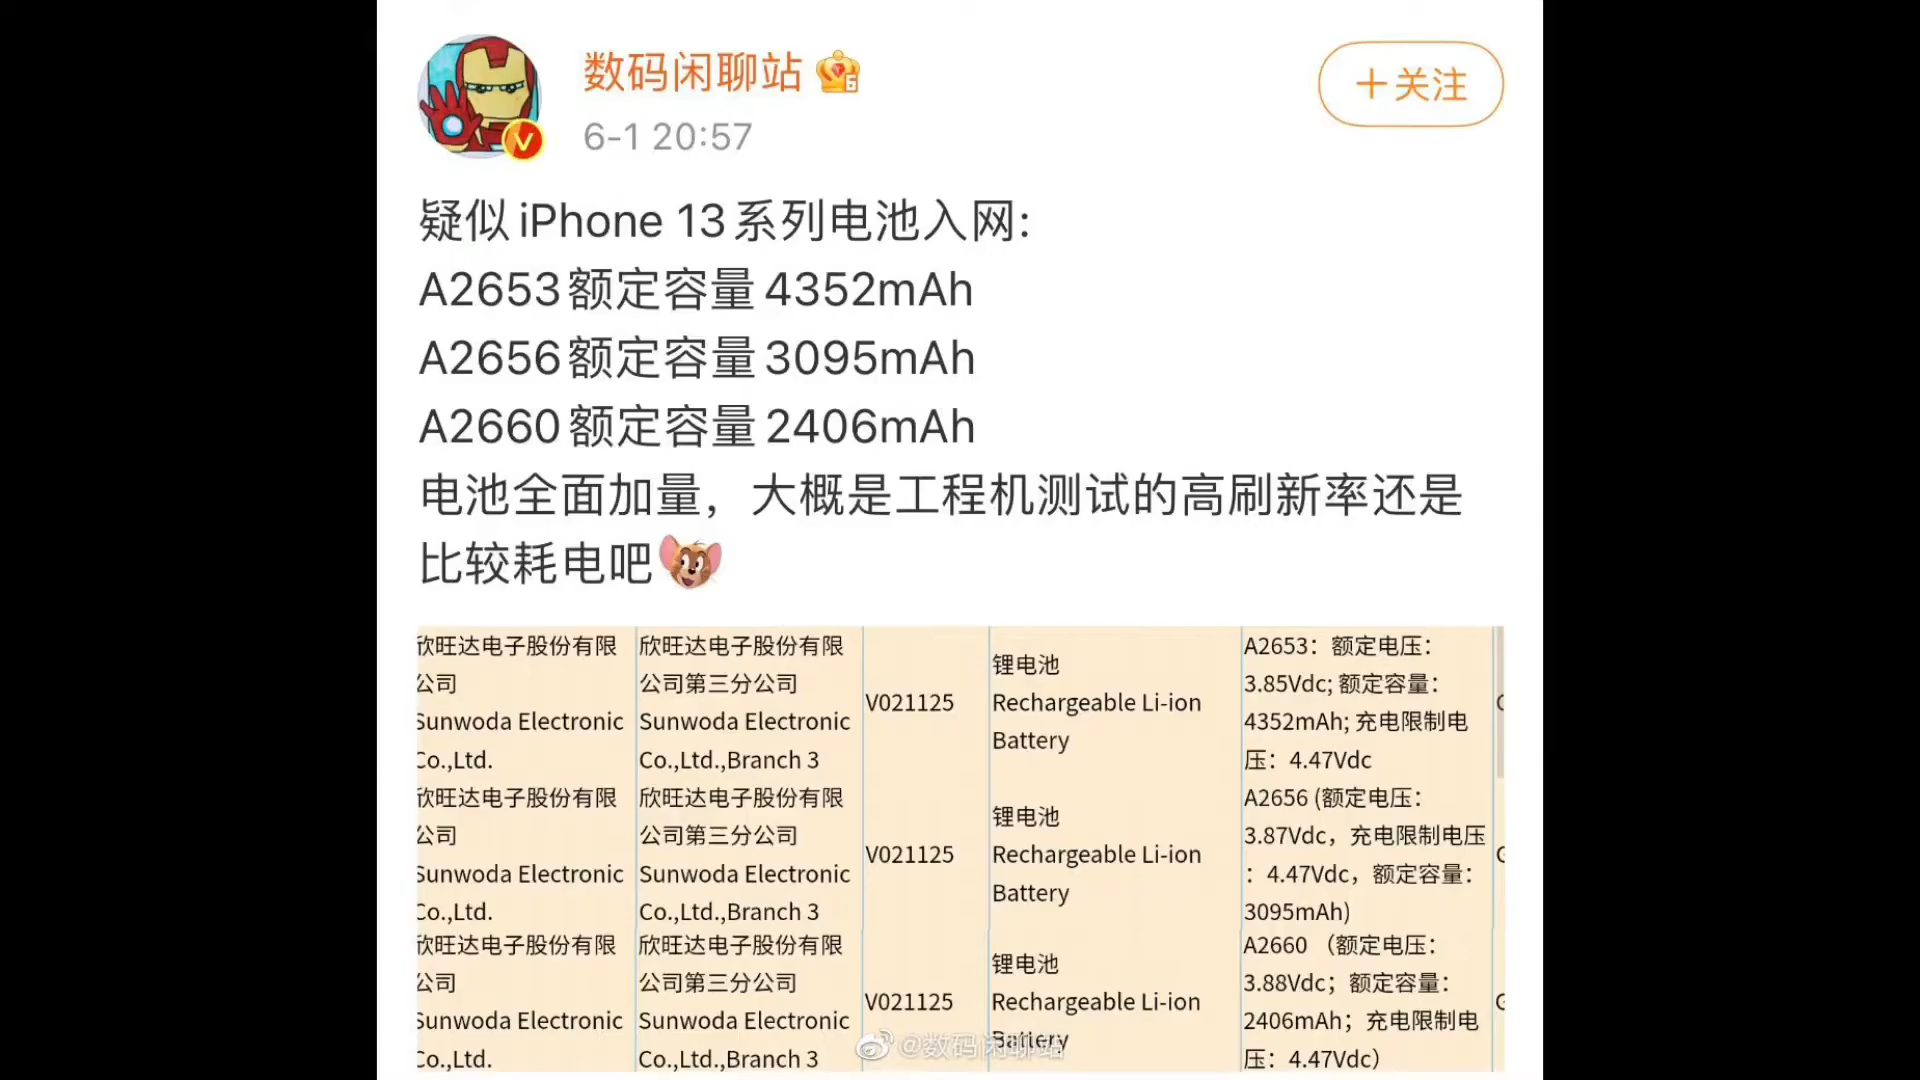 数码闲聊站
6-1 20:57
+关注
疑似iPhone 13系列电池入网:
A2653额定容量4352mAh
A2656额定容量3095mAh
A2660额定容量2406mAh
电池全面加量，大概是工程机测试的高刷新率还是
比较耗电吧
欣旺达电子股份有限
公司
Sunwoda Electronic
Co.,Ltd.
欣旺达电子股份有限
公司第三分公司
Sunwoda Electronic
Co.,Ltd.,Branch 3
V021125
锂电池
Rechargeable Li-ion
Battery
A2653：额定电压：
3.85Vdc; 额定容量：
4352mAh; 充电限制电
压：4.47Vdc
欣旺达电子股份有限
公司
Sunwoda Electronic
Co.,Ltd.
欣旺达电子股份有限
公司第三分公司
Sunwoda Electronic
Co.,Ltd.,Branch 3
V021125
锂电池
Rechargeable Li-ion
Battery
A2656 (额定电压：
3.87Vdc，充电限制电压
：4.47Vdc，额定容量：
3095mAh)
欣旺达电子股份有限
公司
Sunwoda Electronic
Co.,Ltd.
欣旺达电子股份有限
公司第三分公司
Sunwoda Electronic
Co.,Ltd.,Branch 3
V021125
锂电池
Rechargeable Li-ion
Battery
A2660 （额定电压：
3.88Vdc；额定容量：
2406mAh；充电限制电
压：4.47Vdc）
@数码闲聊站